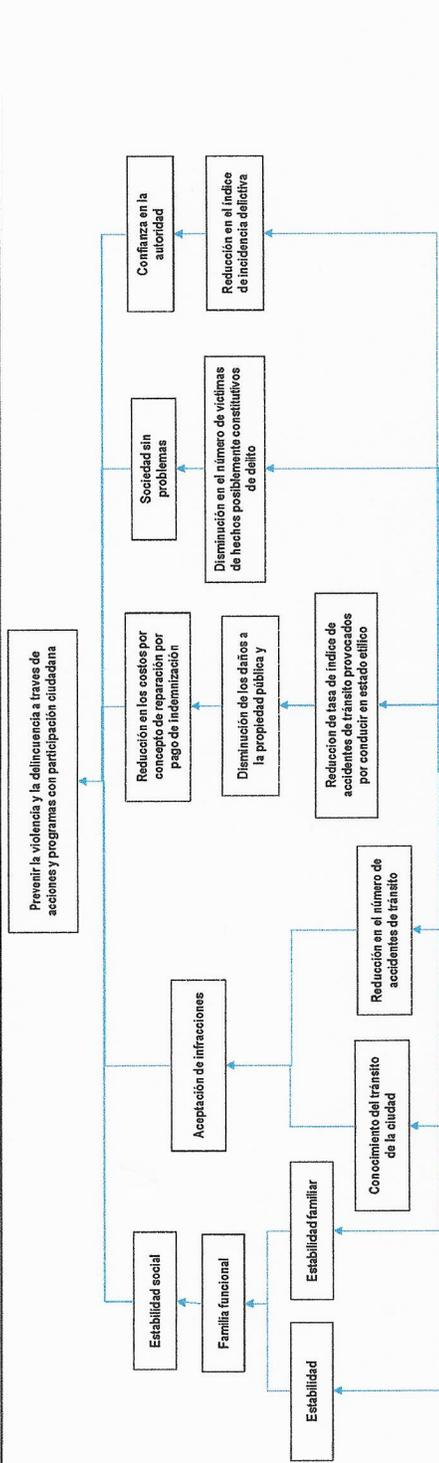 Prevenir la violencia y la delincuencia a traves de
acciones y programas con participación ciudadana
Estabilidad social
Familia funcional
Estabilidad
Estabilidad familiar
Aceptación de infracciones
Conocimiento del tránsito
de la ciudad
Reducción en el número de
accidentes de tránsito
Reducción en los costos por
concepto de reparación por
pago de indemnización
Disminución de los daños a
la propiedad pública y
Reduccion de tasa de índice de
accidentes de tránsito provocados
por conducir en estado etílico
Sociedad sin
problemas
Disminución en el número de víctimas
de hechos posiblemente constitutivos
de delito
Confianza en la
autoridad
Reducción en el índice
de incidencia delictiva